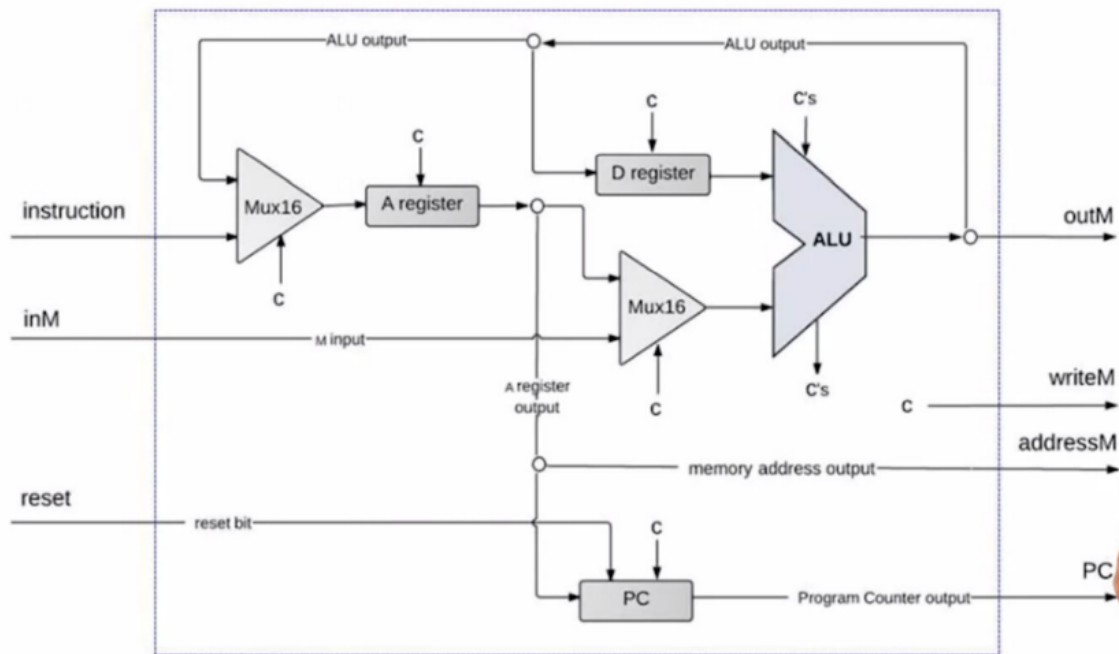 ALU output
ALU output
C
C's
C
D register
instruction
Mux16
A register
outM
ALU
C
Mux16
inM
M input
writeM
A register
output
C's
C
C
addressM
memory address output
reset
reset bit
C
PC
PC
Program Counter output